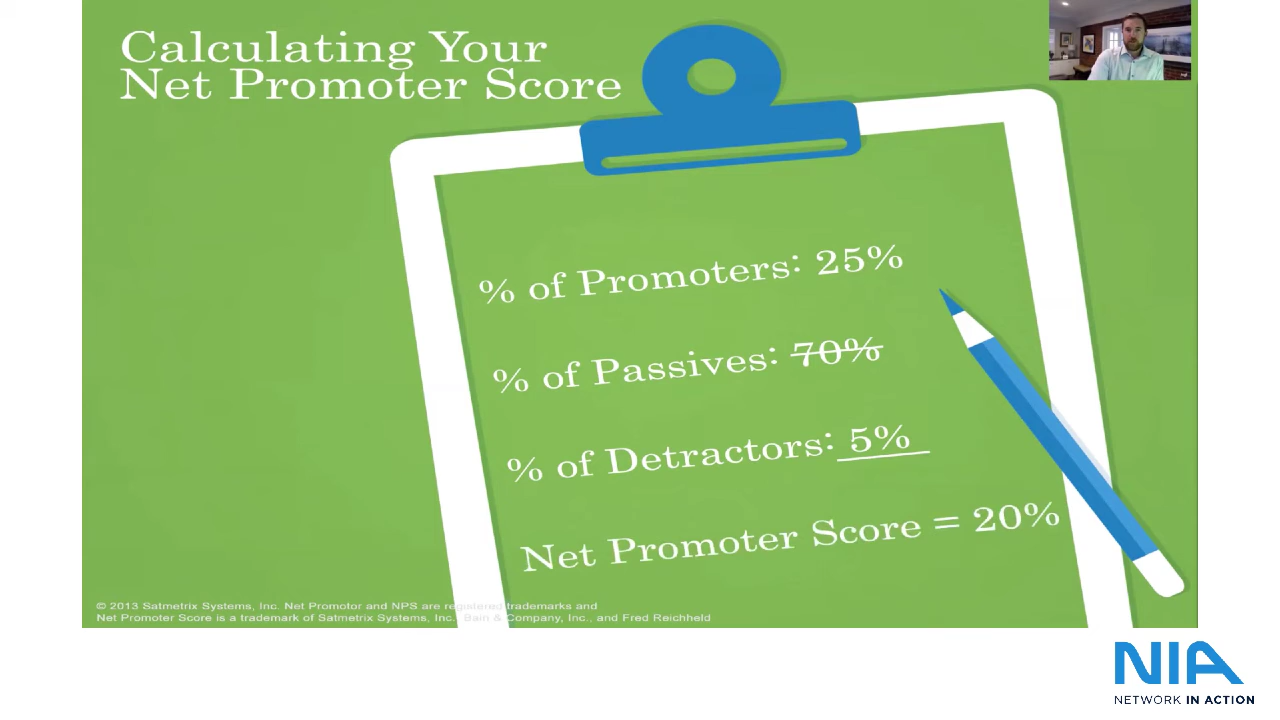 Calculating Your
Net Promoter Score
% of Promoters: 25%
% of Passives: 70%
% of Detractors: 5%
Net Promoter Score = 20%
© 2013 Satmetrix Systems, Inc. Net Promotor and NPS are registered trademarks and
Net Promoter Score is a trademark of Satmetrix Systems, Inc., Bain & Company, Inc., and Fred Reichheld
NIA
NETWORK IN ACTION